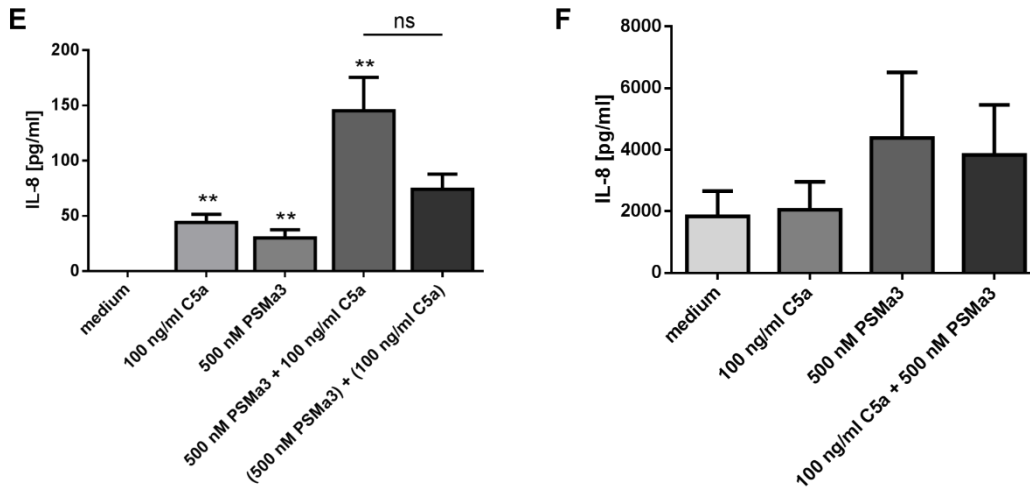 E
ns
200
150
100
50
0
IL-8 [pg/ml]
**
**
**
medium
100 ng/ml C5a
500 nM PSMa3
500 nM PSMa3 + 100 ng/ml C5a
(500 nM PSMa3) + (100 ng/ml C5a)
F
8000
6000
4000
2000
0
IL-8 [pg/ml]
medium
100 ng/ml C5a
500 nM PSMa3
100 ng/ml C5a + 500 nM PSMa3